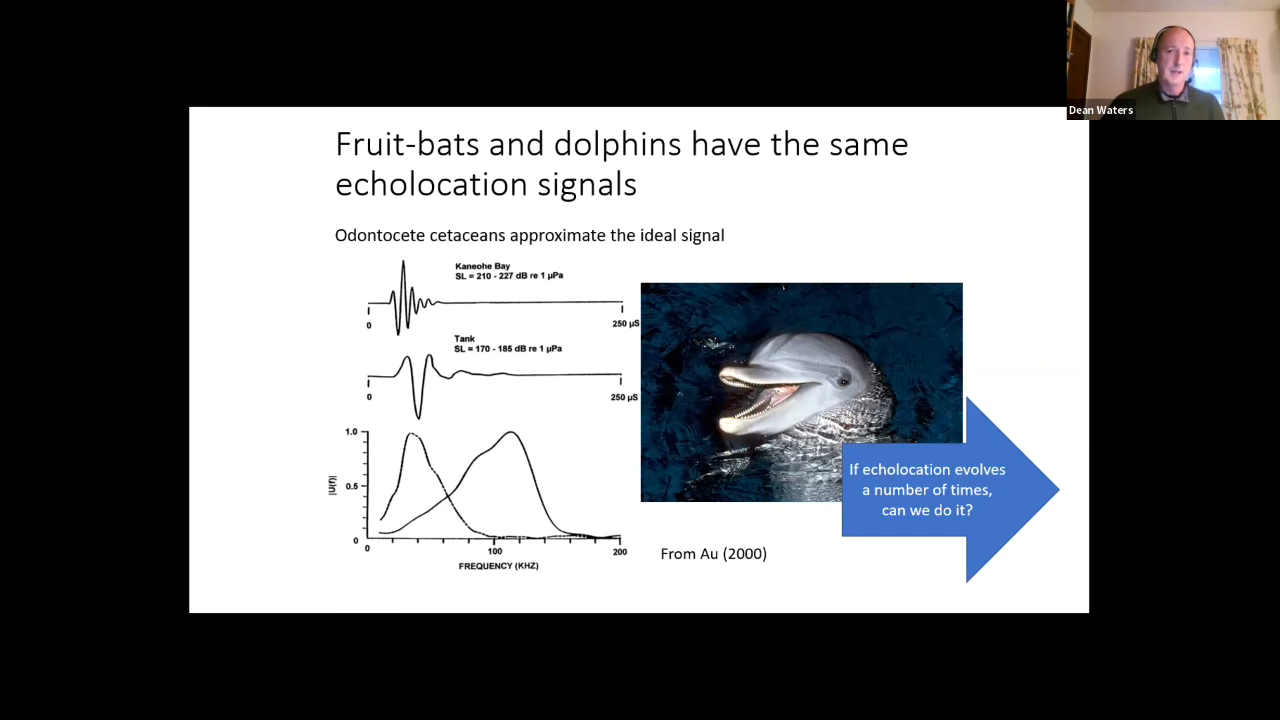 Dean Waters
Fruit-bats and dolphins have the same
echolocation signals
Odontocete cetaceans approximate the ideal signal
Kaneohe Bay
SL = 210 - 227 dB re 1 µPa
0
250 µS
Tank
SL = 170 - 185 dB re 1 µPa
0
250 µS
1.0
0.5
0
|U(f)|
0
100
200
FREQUENCY (KHZ)
If echolocation evolves
a number of times,
can we do it?
From Au (2000)